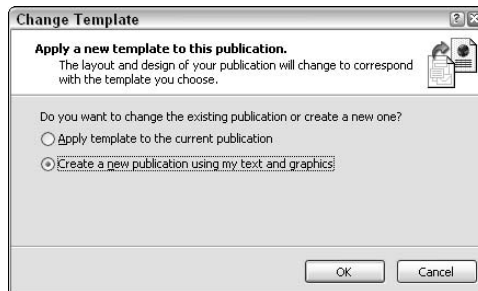 Change Template
Apply a new template to this publication.
The layout and design of your publication will change to correspond
with the template you choose.
Do you want to change the existing publication or create a new one?
Apply template to the current publication
Create a new publication using my text and graphics
OK Cancel